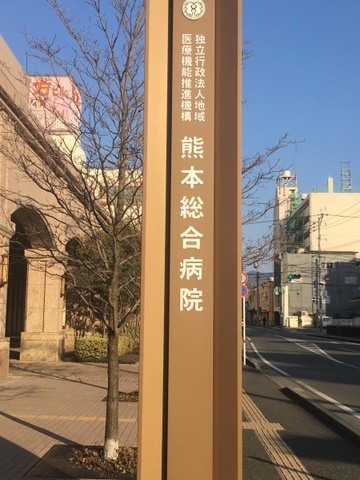 独立行政法人地域
医療機能推進機構
熊本総合病院